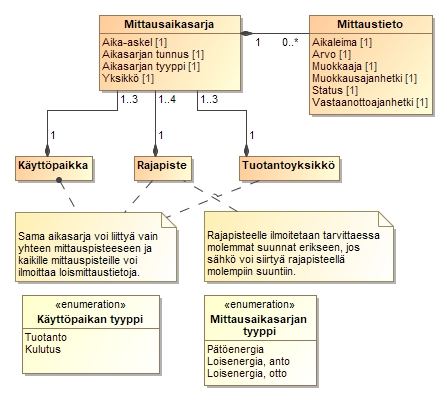 Mittausaikasarja
Aika-askel [1]
Aikasarjan tunnus [1]
Aikasarjan tyyppi [1]
Yksikkö [1]
1
0..*
Mittaustieto
Aikaleima [1]
Arvo [1]
Muokkaaja [1]
Muokkausajanhetki [1]
Status [1]
Vastaanottoajanhetki [1]
1..3
1..4
1..3
1
1
1
Käyttöpaikka
Rajapiste
Tuotantoyksikkö
Sama aikasarja voi liittyä vain
yhteen mittauspisteeseen ja
kaikille mittauspisteille voi
ilmoittaa loismittaustietoja.
Rajapisteelle ilmoitetaan tarvittaessa
molemmat suunnat erikseen, jos
sähkö voi siirtyä rajapisteellä
molempiin suuntiin.
«enumeration»
Käyttöpaikan tyyppi
Tuotanto
Kulutus
«enumeration»
Mittausaikasarjan
tyyppi
Pätöenergia
Loisenergia, anto
Loisenergia, otto